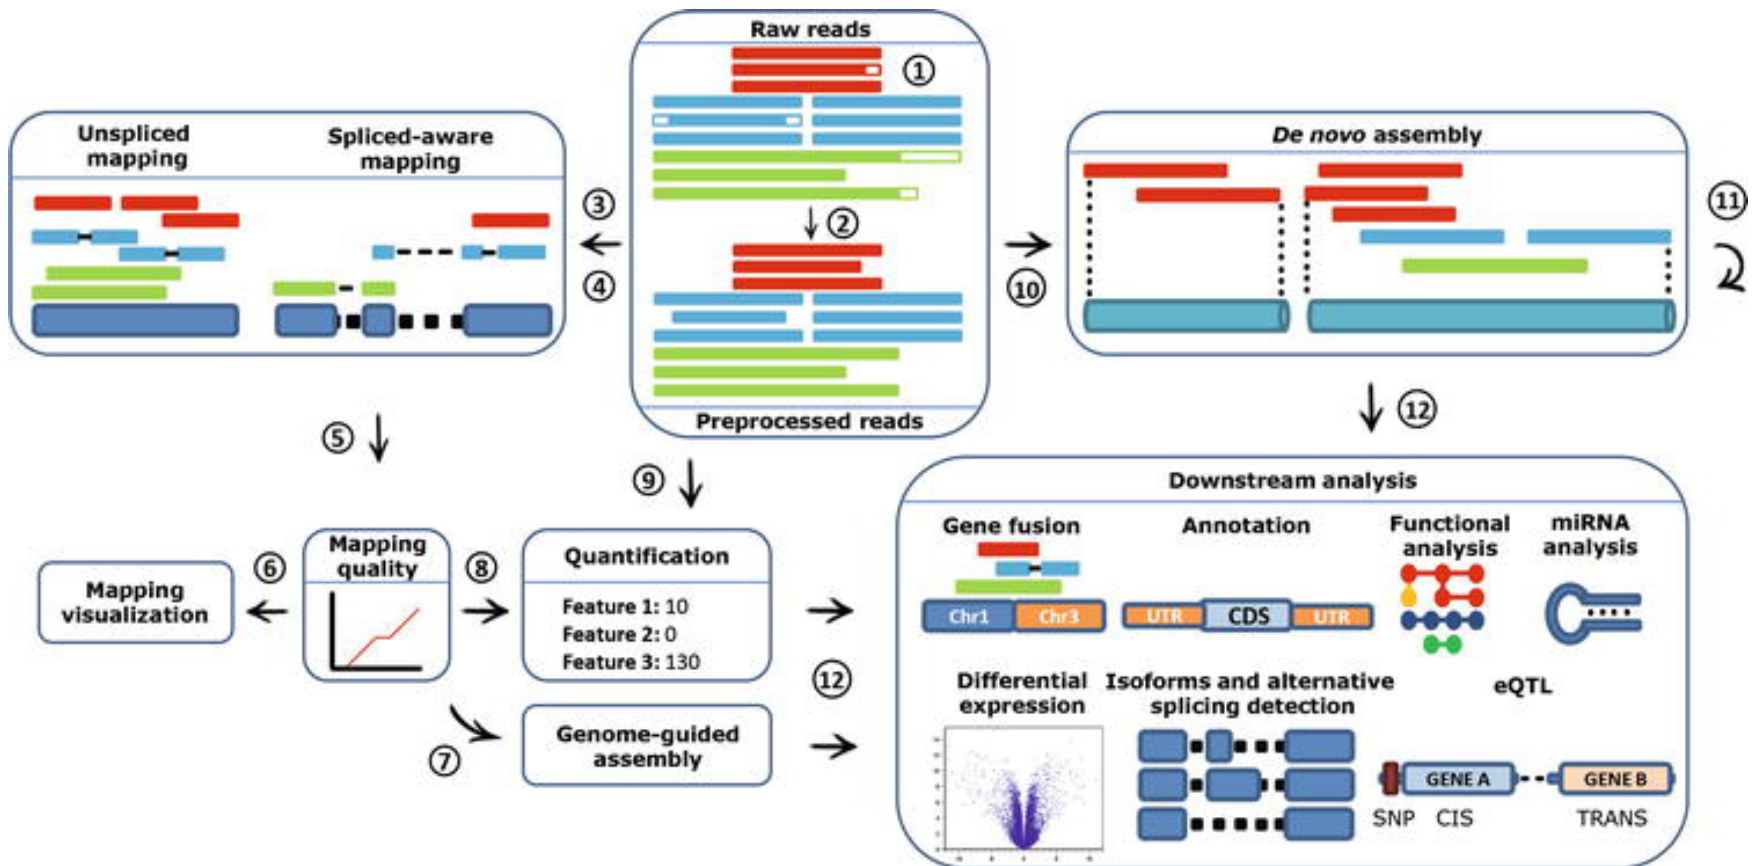 Raw reads
①
②
Preprocessed reads
Unspliced
mapping
Spliced-aware
mapping
③
④
De novo assembly
⑩
⑪
⑤
⑨
⑫
Mapping
visualization
⑥
Mapping
quality
⑧
Quantification
Feature 1: 10
Feature 2: 0
Feature 3: 130
⑦
Genome-guided
assembly
⑫
Downstream analysis
Gene fusion
Chr1 Chr3
Annotation
UTR CDS UTR
Functional
analysis
miRNA
analysis
Differential
expression
Isoforms and alternative
splicing detection
eQTL
GENE A GENE B
SNP CIS TRANS